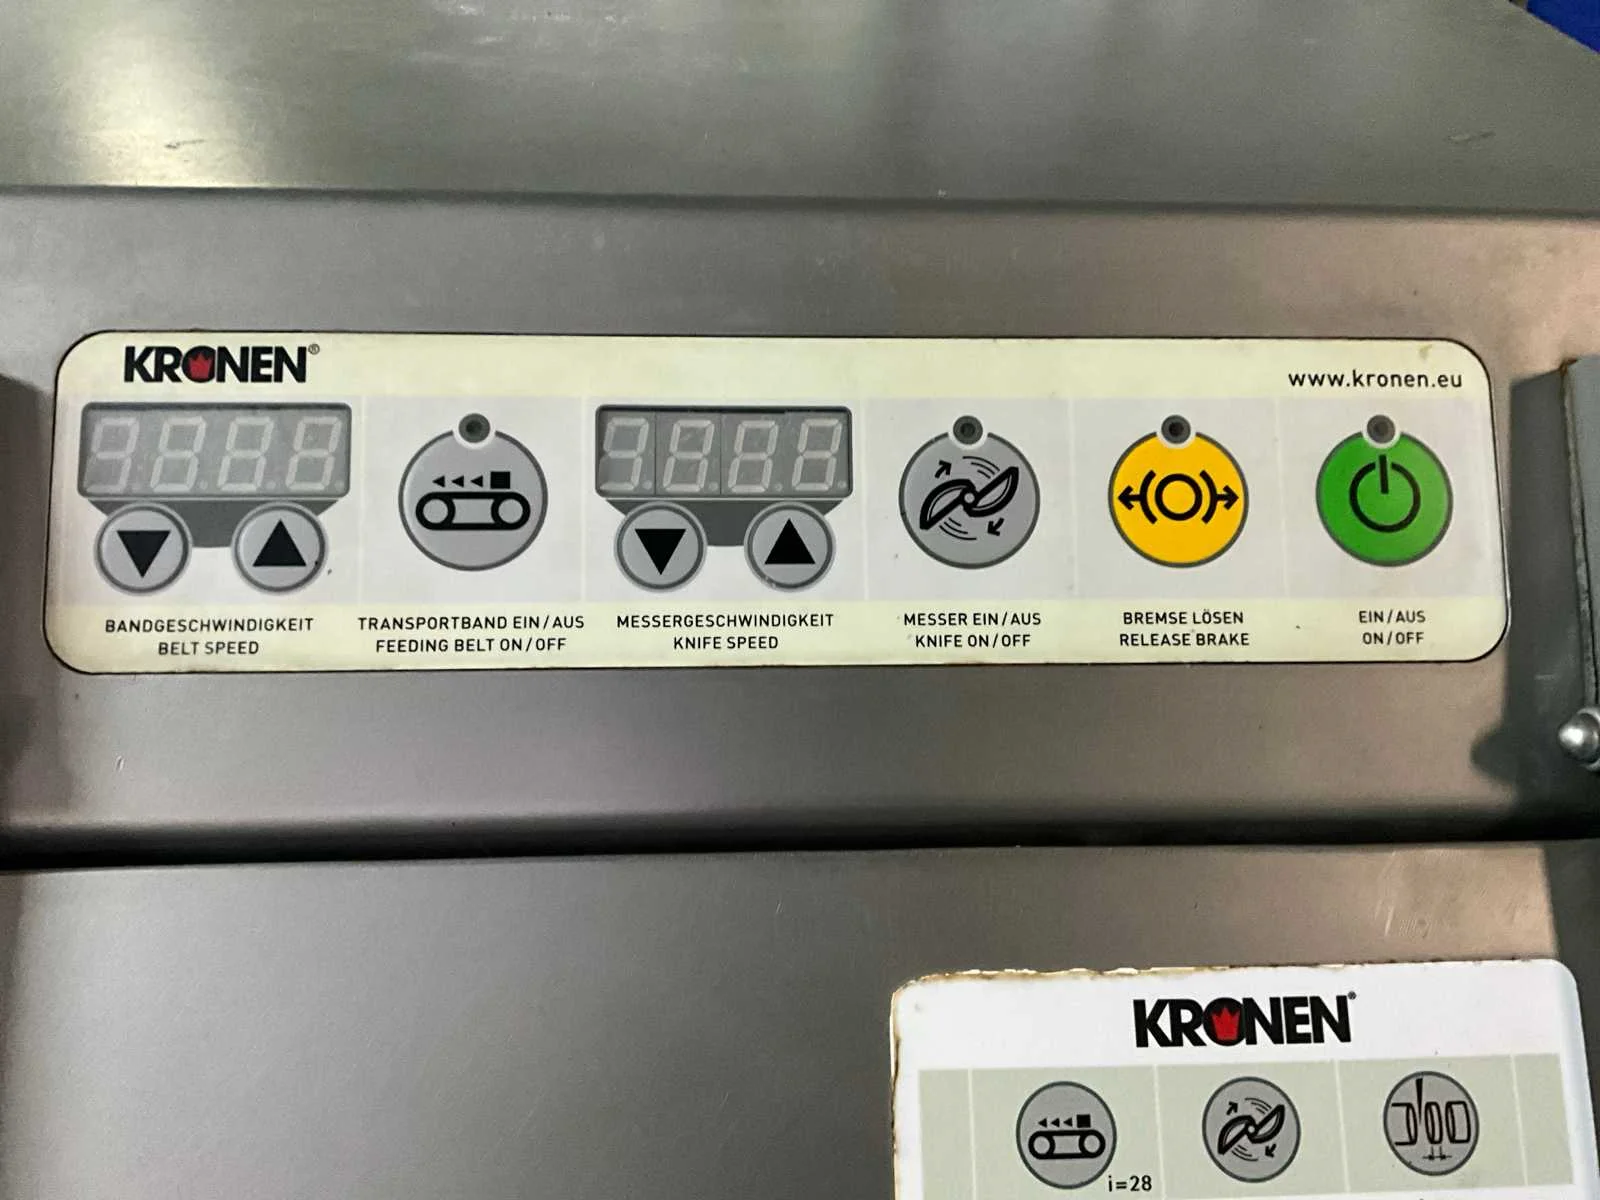 KRONEN®
www.kronen.eu
BANDGESCHWINDIGKEIT
BELT SPEED
TRANSPORTBAND EIN/AUS
FEEDING BELT ON/OFF
MESSERGESCHWINDIGKEIT
KNIFE SPEED
MESSER EIN/AUS
KNIFE ON/OFF
BREMSE LÖSEN
RELEASE BRAKE
EIN/AUS
ON/OFF
KRONEN®
i=28